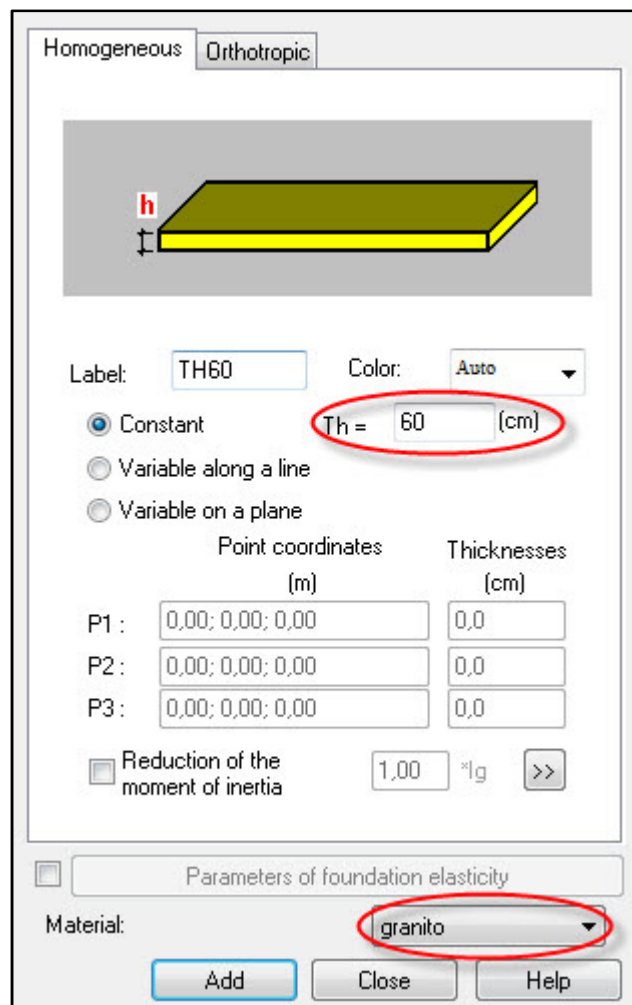 Homogeneous Orthotropic
h
Label: TH60 Color: Auto
Constant Th = 60 (cm)
Variable along a line
Variable on a plane
Point coordinates Thicknesses
(m) (cm)
P1 : 0,00; 0,00; 0,00 0,0
P2 : 0,00; 0,00; 0,00 0,0
P3 : 0,00; 0,00; 0,00 0,0
Reduction of the
moment of inertia 1,00 *Ig >>
Parameters of foundation elasticity
Material: granito
Add Close Help